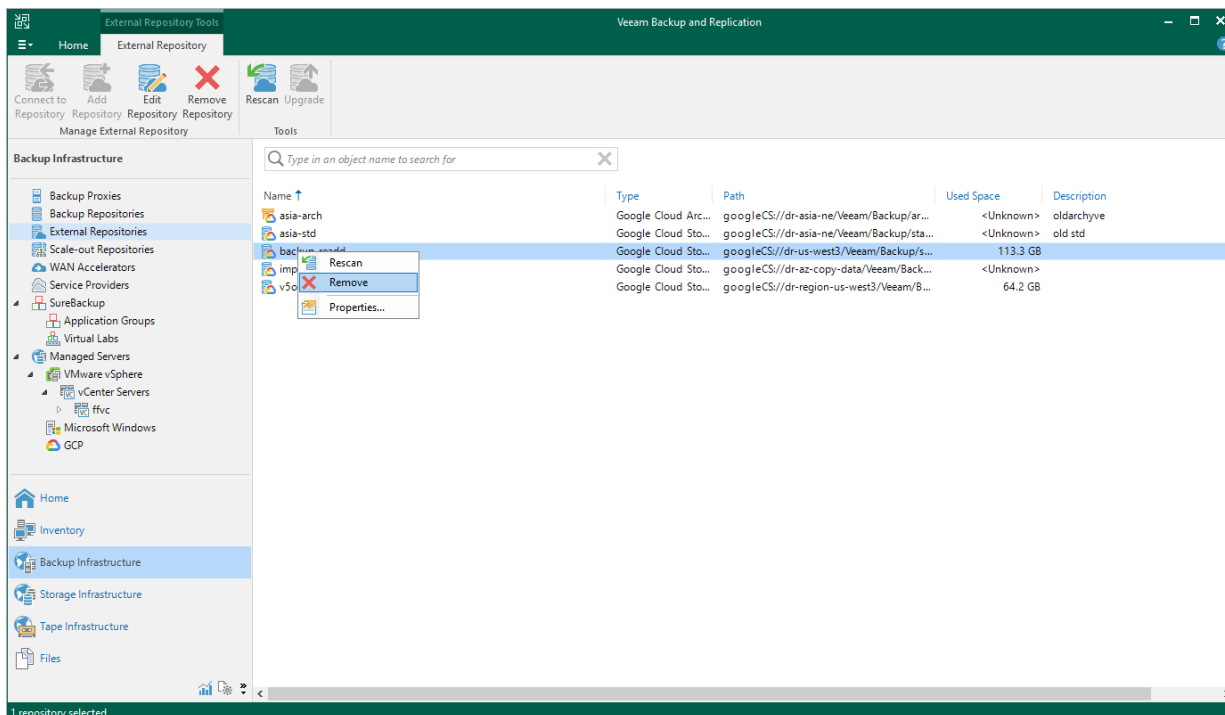 External Repository Tools
Veeam Backup and Replication
Home
External Repository
Connect to Repository
Add Repository
Edit Repository
Remove Repository
Rescan
Upgrade
Manage External Repository
Tools
Backup Infrastructure
Type in an object name to search for
Backup Proxies
Backup Repositories
External Repositories
Scale-out Repositories
WAN Accelerators
Service Providers
SureBackup
Application Groups
Virtual Labs
Managed Servers
VMware vSphere
vCenter Servers
ffvc
Microsoft Windows
GCP
Name Type Path Used Space Description
asia-arch Google Cloud Arc... googleCS://dr-asia-ne/Veeam/Backup/ar... <Unknown> oldarchyve
asia-std Google Cloud Sto... googleCS://dr-asia-ne/Veeam/Backup/sta... <Unknown> old std
Google Cloud Sto... googleCS://dr-us-west3/Veeam/Backup/s... 113.3 GB
imp Google Cloud Sto... googleCS://dr-az-copy-data/Veeam/Back... <Unknown>
v5o Google Cloud Sto... googleCS://dr-region-us-west3/Veeam/B... 64.2 GB
Rescan
Remove
Properties...
Home
Inventory
Backup Infrastructure
Storage Infrastructure
Tape Infrastructure
Files
1 repository selected